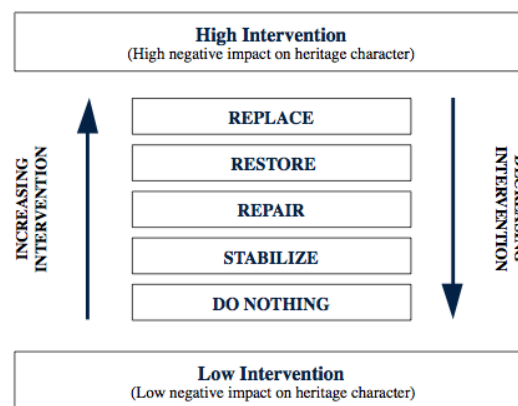 High Intervention
(High negative impact on heritage character)
INCREASING
INTERVENTION
REPLACE
RESTORE
REPAIR
STABILIZE
DO NOTHING
INTERVENTION
Low Intervention
(Low negative impact on heritage character)